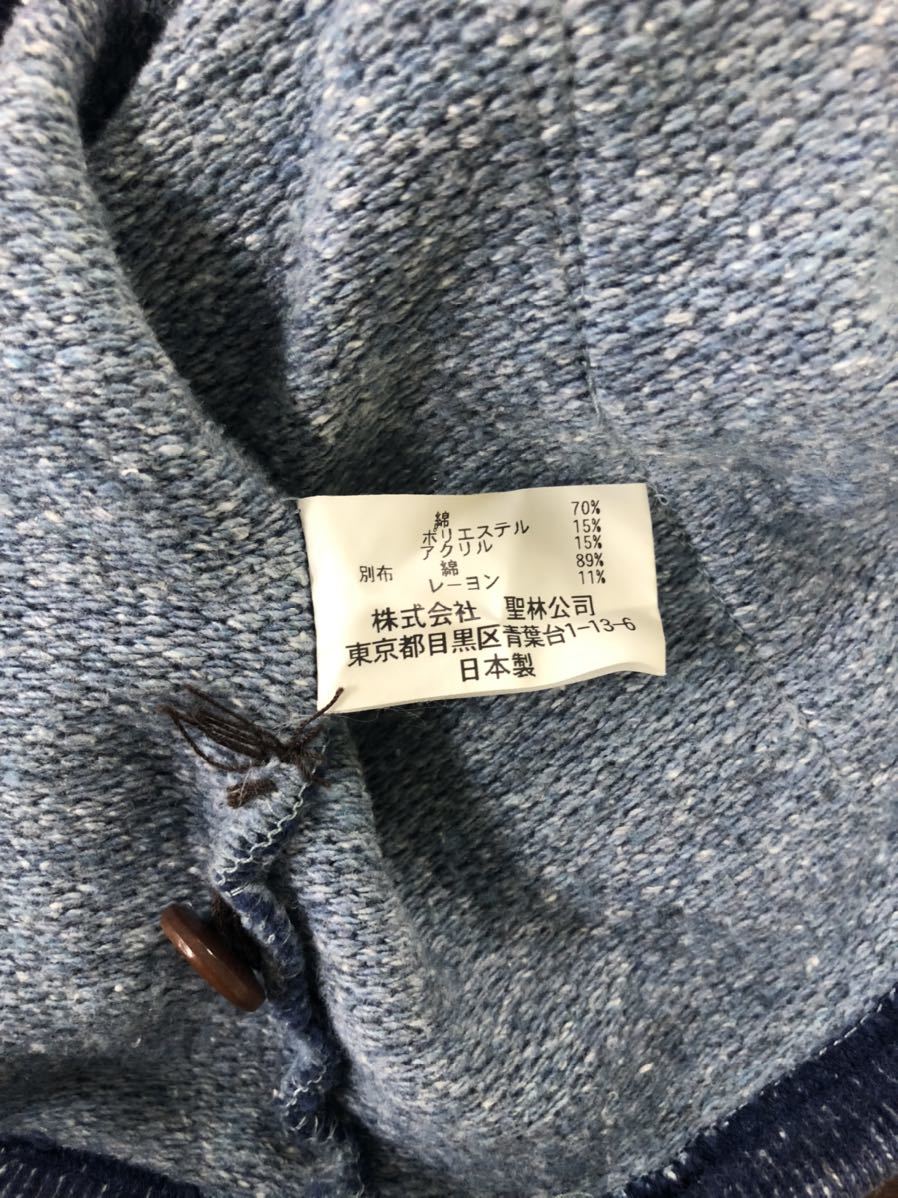 綿 70%
ポリエステル 15%
アクリル 15%
別布 綿 89%
レーヨン 11%
株式会社 聖林公司
東京都目黒区青葉台1-13-6
日本製